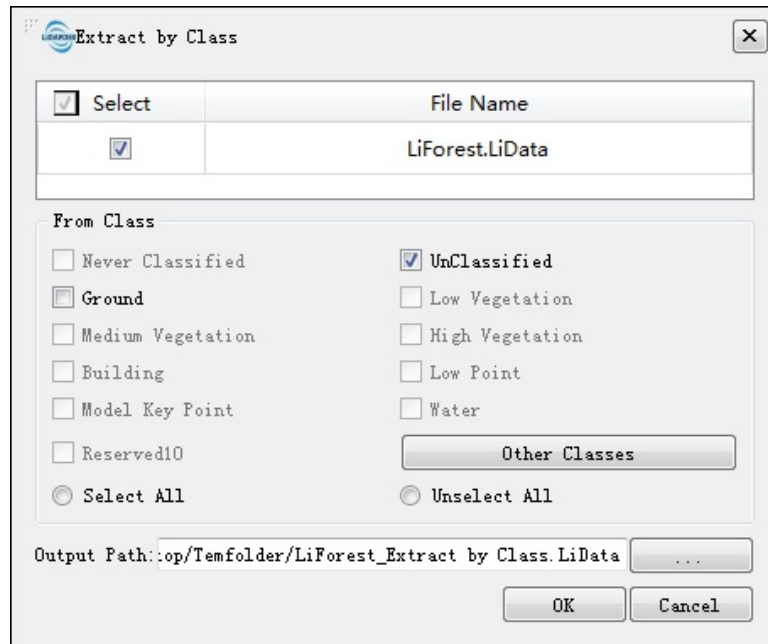 Extract by Class
Select File Name
LiForest.LiData
From Class
Never Classified UnClassified
Ground Low Vegetation
Medium Vegetation High Vegetation
Building Low Point
Model Key Point Water
Reserved10 Other Classes
Select All Unselect All
Output Path: :op/Temfolder/LiForest_Extract by Class.LiData ...
OK Cancel